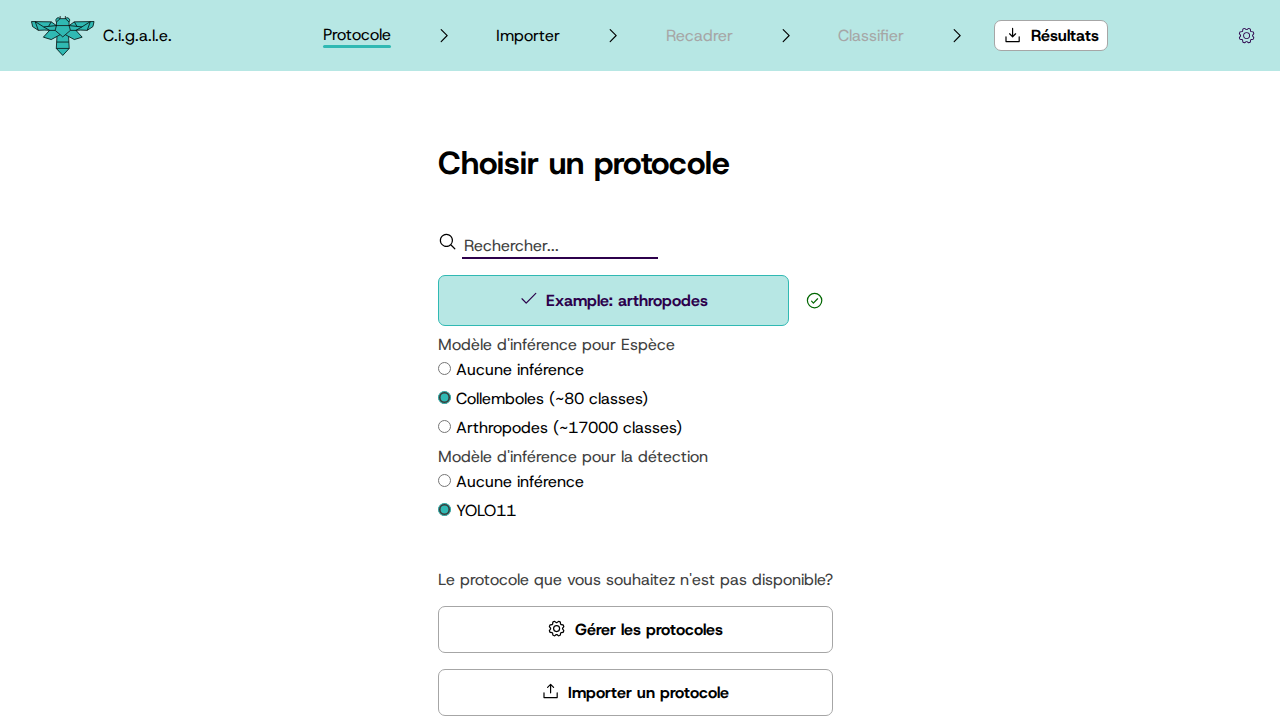 C.i.g.a.l.e.
Protocole
Importer
Recadrer
Classifier
Résultats
Choisir un protocole
Rechercher...
Example: arthropodes
Modèle d'inférence pour Espèce
Aucune inférence
Collemboles (~80 classes)
Arthropodes (~17000 classes)
Modèle d'inférence pour la détection
Aucune inférence
YOLO11
Le protocole que vous souhaitez n'est pas disponible?
Gérer les protocoles
Importer un protocole